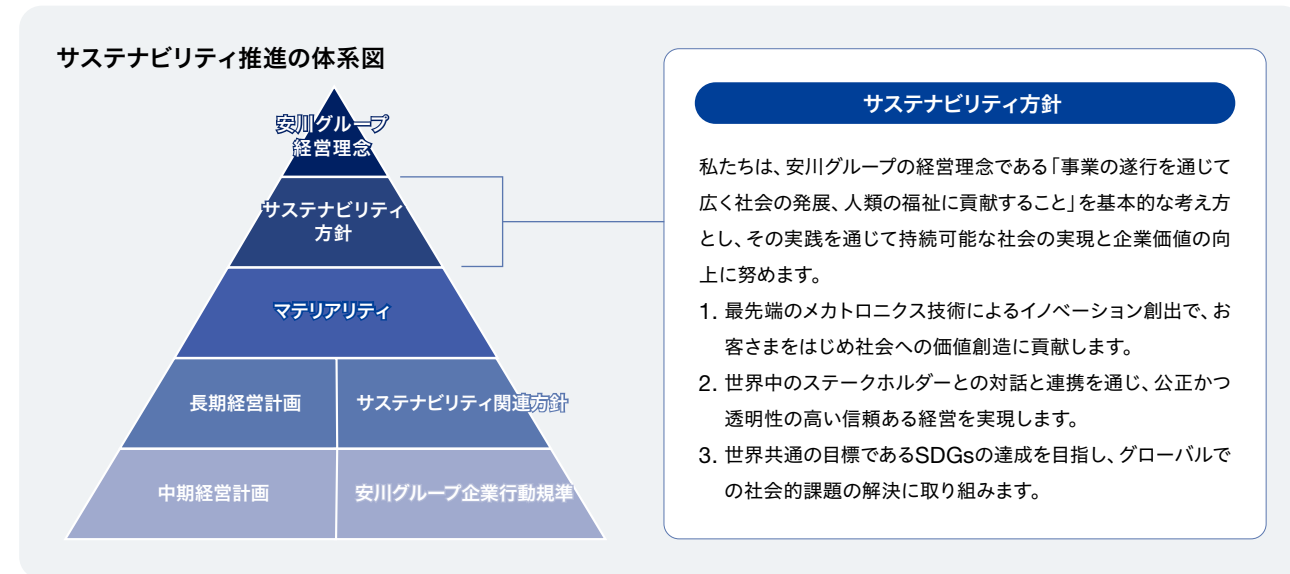 サステナビリティ推進の体系図
安川グループ
経営理念
サステナビリティ
方針
マテリアリティ
長期経営計画
サステナビリティ関連方針
中期経営計画
安川グループ企業行動規準
サステナビリティ方針
私たちは、安川グループの経営理念である「事業の遂行を通じて
広く社会の発展、人類の福祉に貢献すること」を基本的な考え方
とし、その実践を通じて持続可能な社会の実現と企業価値の向
上に努めます。
1. 最先端のメカトロニクス技術によるイノベーション創出で、お
客さまをはじめ社会への価値創造に貢献します。
2. 世界中のステークホルダーとの対話と連携を通じ、公正かつ
透明性の高い信頼ある経営を実現します。
3. 世界共通の目標であるSDGsの達成を目指し、グローバルで
の社会的課題の解決に取り組みます。